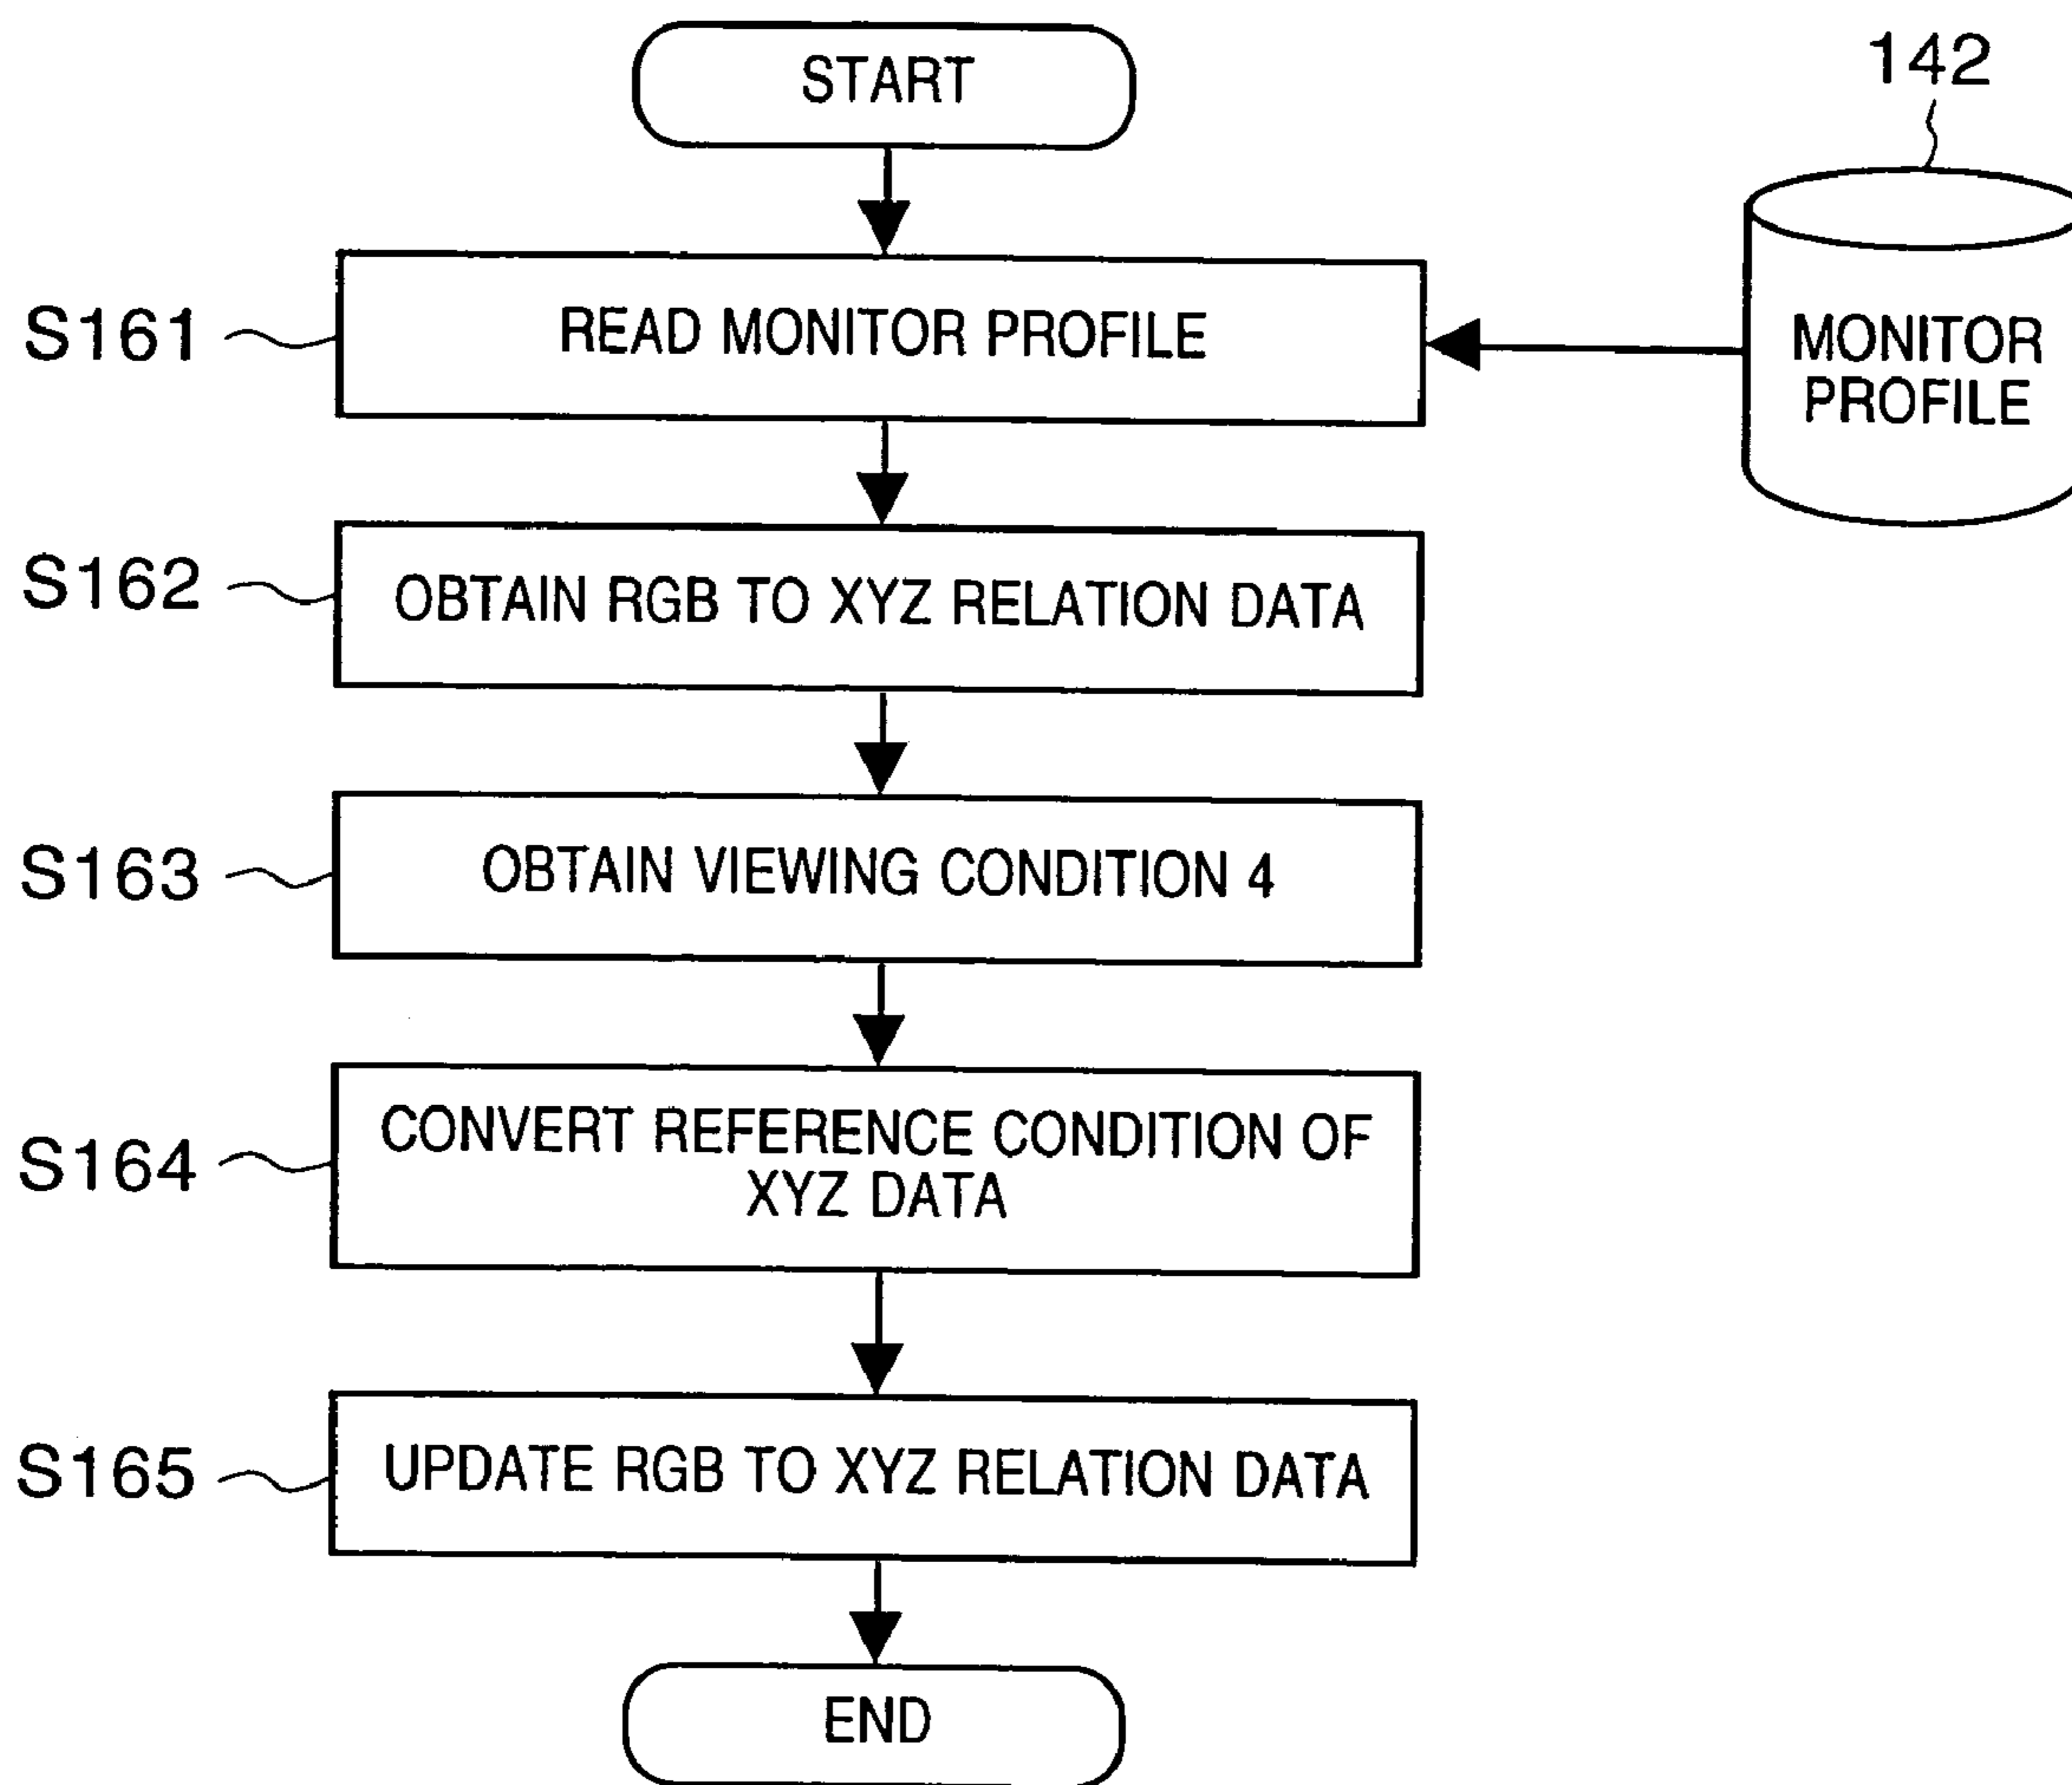 START
142
S161
READ MONITOR PROFILE
MONITOR
PROFILE
S162
OBTAIN RGB TO XYZ RELATION DATA
S163
OBTAIN VIEWING CONDITION 4
S164
CONVERT REFERENCE CONDITION OF
XYZ DATA
S165
UPDATE RGB TO XYZ RELATION DATA
END